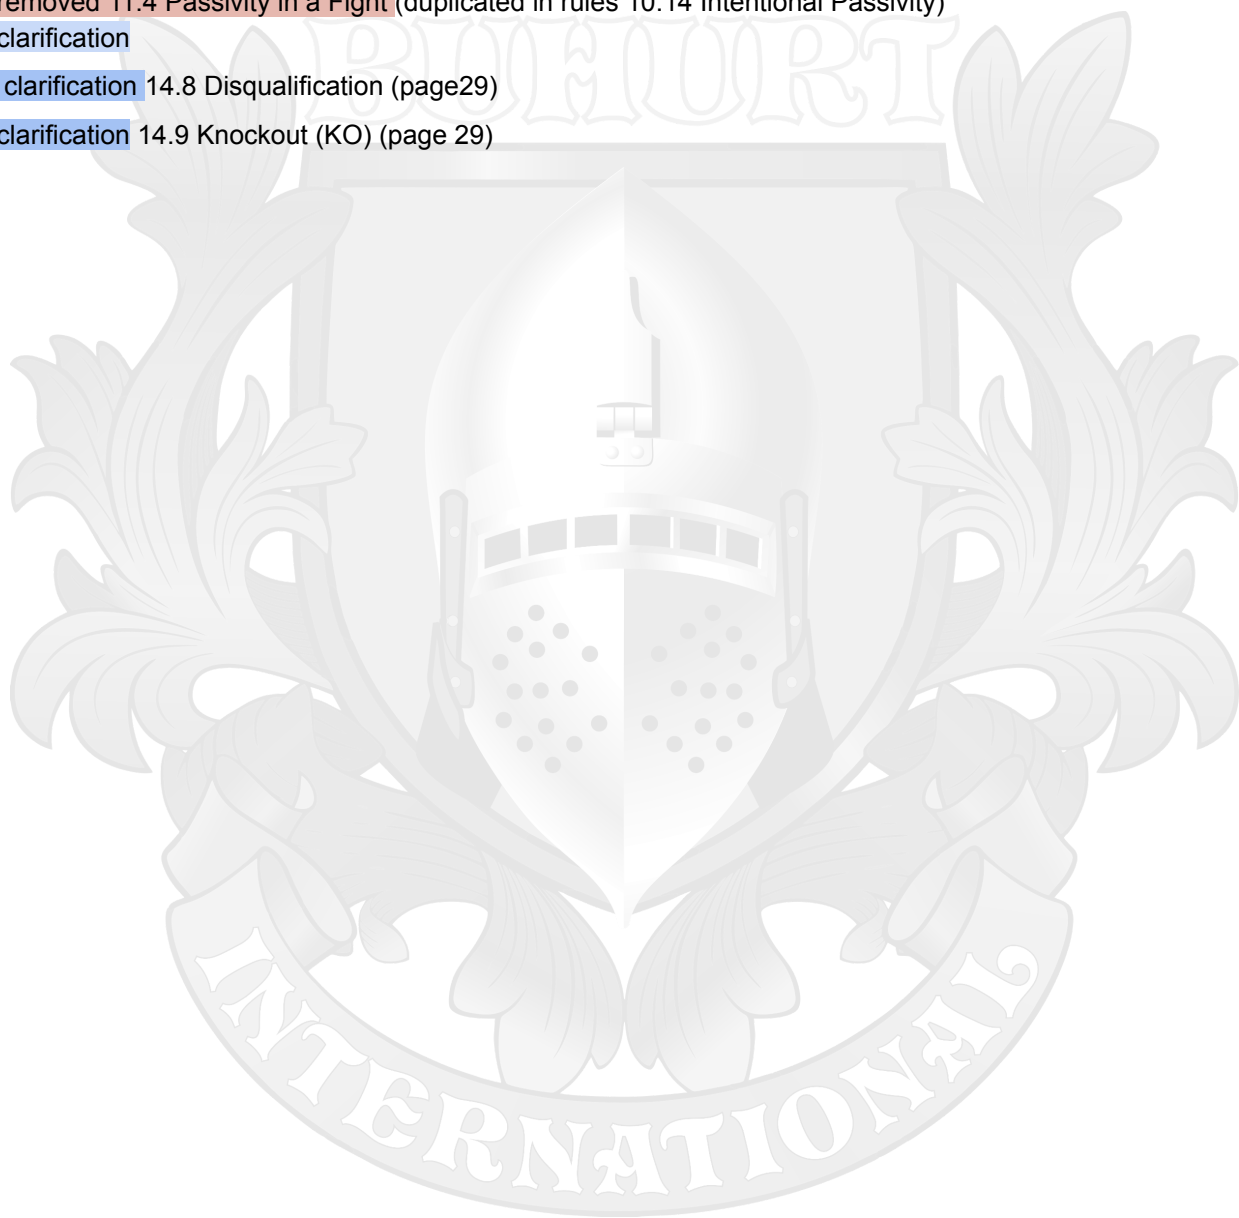 removed 11.4 Passivity in a Fight (duplicated in rules 10.14 Intentional Passivity)
clarification
clarification 14.8 Disqualification (page29)
clarification 14.9 Knockout (KO) (page 29)
BUHURT
INTERNATIONAL